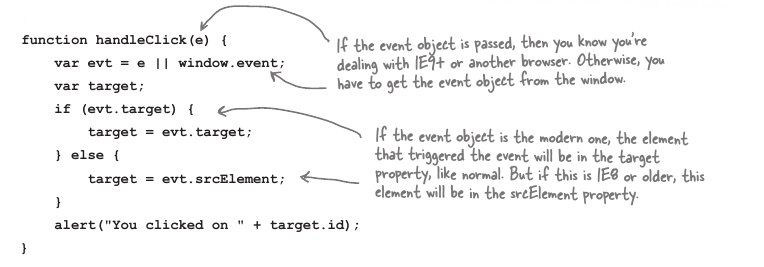 function handleClick(e) {
    var evt = e || window.event;
    var target;
    if (evt.target) {
        target = evt.target;
    } else {
        target = evt.srcElement;
    }
    alert("You clicked on " + target.id);
}
If the event object is passed, then you know you're
dealing with IE9+ or another browser. Otherwise, you
have to get the event object from the window.
If the event object is the modern one, the element
that triggered the event will be in the target
property, like normal. But if this is IE8 or older, this
element will be in the srcElement property.